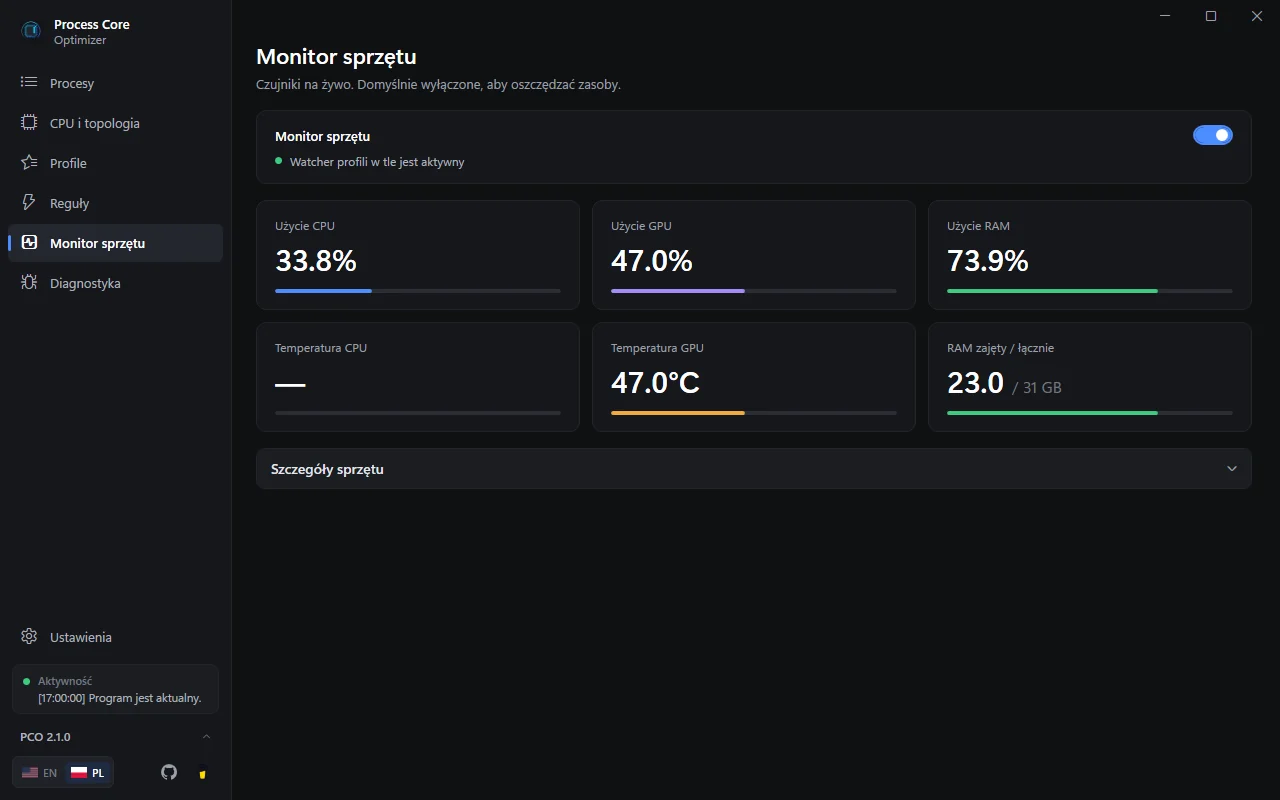 Process Core
Optimizer
Procesy
CPU i topologia
Profile
Reguły
Monitor sprzętu
Diagnostyka
Ustawienia
Aktywność
[17:00:00] Program jest aktualny.
PCO 2.1.0
EN
PL
Monitor sprzętu
Czujniki na żywo. Domyślnie wyłączone, aby oszczędzać zasoby.
Monitor sprzętu
Watcher profili w tle jest aktywny
Użycie CPU
33.8%
Użycie GPU
47.0%
Użycie RAM
73.9%
Temperatura CPU
—
Temperatura GPU
47.0°C
RAM zajęty / łącznie
23.0 / 31 GB
Szczegóły sprzętu